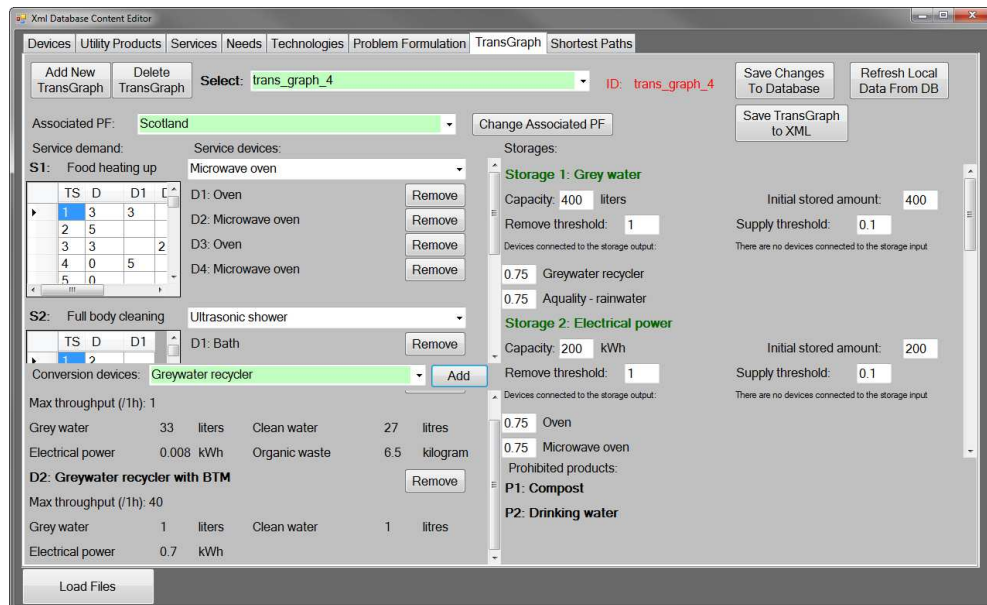 Xml Database Content Editor
Devices Utility Products Services Needs Technologies Problem Formulation TransGraph Shortest Paths
Add New TransGraph
Delete TransGraph
Select: trans_graph_4
ID: trans_graph_4
Save Changes To Database
Refresh Local Data From DB
Associated PF: Scotland
Change Associated PF
Save TransGraph to XML
Service demand:
Service devices:
S1: Food heating up
Microwave oven
TS D D1
1 3 3
2 5
3 3 2
4 0 5
5 0
D1: Oven Remove
D2: Microwave oven Remove
D3: Oven Remove
D4: Microwave oven Remove
S2: Full body cleaning
Ultrasonic shower
TS D D1
1 2
D1: Bath Remove
Conversion devices: Greywater recycler Add
Max throughput (/1h): 1
Grey water 33 liters Clean water 27 litres
Electrical power 0.008 kWh Organic waste 6.5 kilogram
D2: Greywater recycler with BTM Remove
Max throughput (/1h): 40
Grey water 1 liters Clean water 1 litres
Electrical power 0.7 kWh
Storages:
Storage 1: Grey water
Capacity: 400 liters Initial stored amount: 400
Remove threshold: 1 Supply threshold: 0.1
Devices connected to the storage output: There are no devices connected to the storage input
0.75 Greywater recycler
0.75 Aquality - rainwater
Storage 2: Electrical power
Capacity: 200 kWh Initial stored amount: 200
Remove threshold: 1 Supply threshold: 0.1
Devices connected to the storage output: There are no devices connected to the storage input
0.75 Oven
0.75 Microwave oven
Prohibited products:
P1: Compost
P2: Drinking water
Load Files